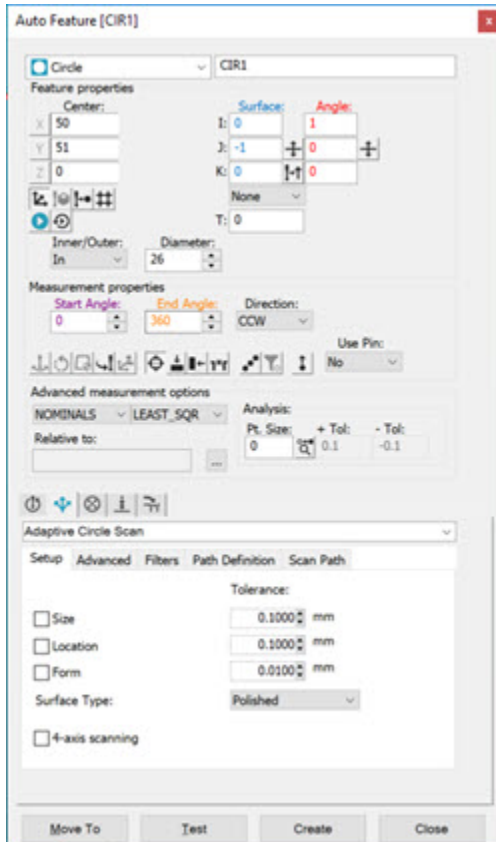 Auto Feature [CIR1]
x
Circle CIR1
Feature properties
Center: Surface: Angle:
X 50 I: 0 1
Y 51 J: -1 0
Z 0 K: 0 0
None
T: 0
Inner/Outer: Diameter:
In 26
Measurement properties
Start Angle: End Angle: Direction:
0 360 CCW
Use Pin:
No
Advanced measurement options
NOMINALS LEAST_SQR Analysis:
Pt. Size: + Tol: - Tol:
Relative to: 0 0.1 -0.1
...
Adaptive Circle Scan
Setup Advanced Filters Path Definition Scan Path
Tolerance:
Size 0.1000 mm
Location 0.1000 mm
Form 0.0100 mm
Surface Type: Polished
4-axis scanning
Move To Test Create Close